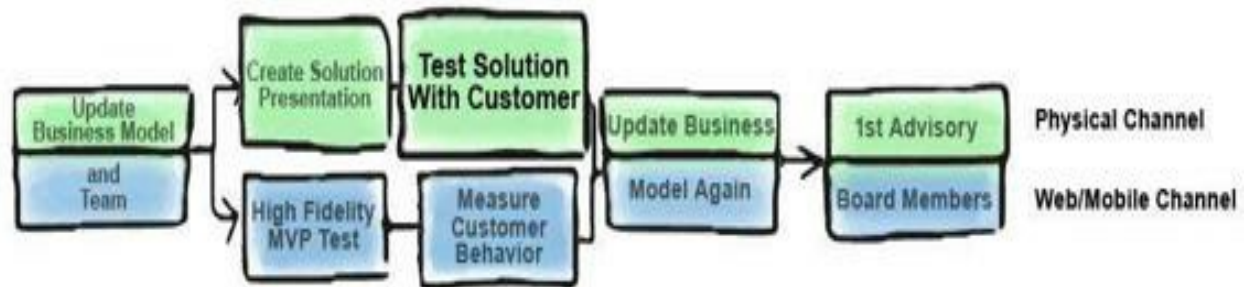 Update
Business Model
and
Team
Create Solution
Presentation
Test Solution
With Customer
High Fidelity
MVP Test
Measure
Customer
Behavior
Update Business
Model Again
1st Advisory
Board Members
Physical Channel
Web/Mobile Channel